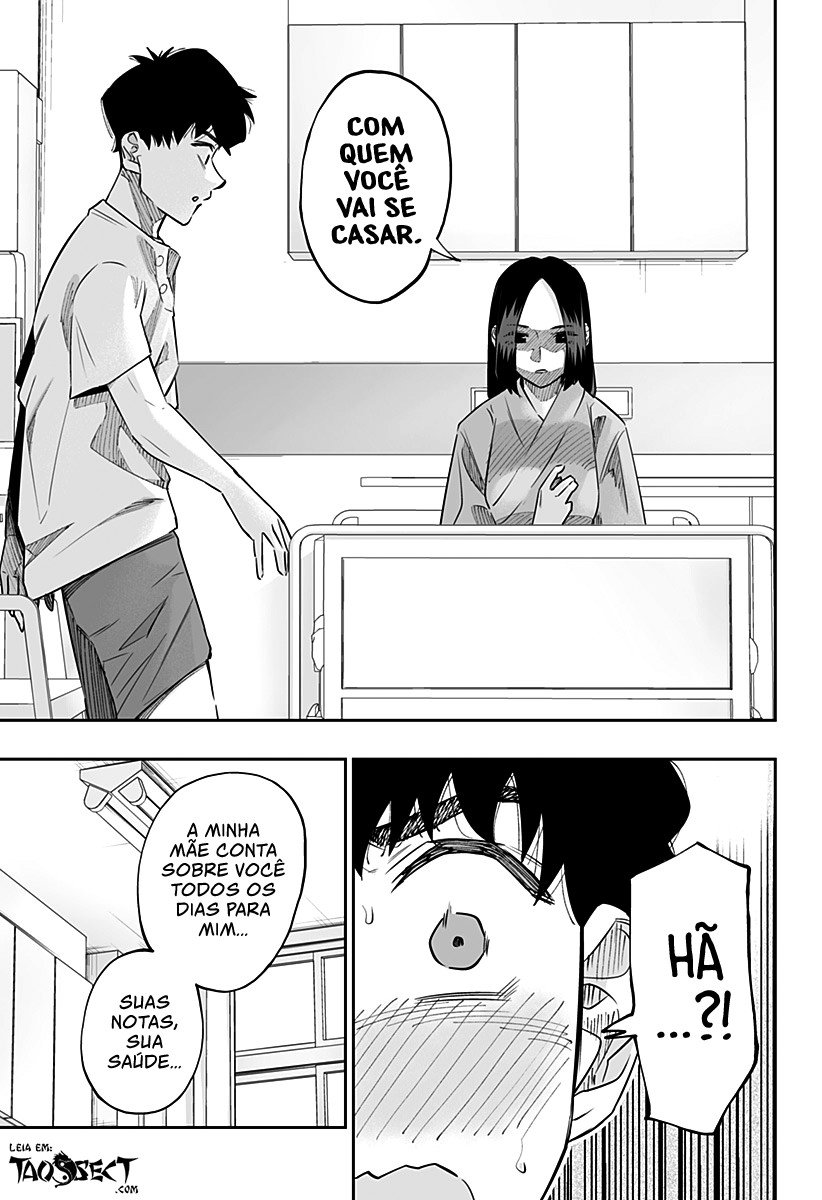 COM
QUEM
VOCÊ
VAI SE
CASAR.
A MINHA
MÃE CONTA
SOBRE VOCÊ
TODOS OS
DIAS PARA
MIM...
SUAS
NOTAS,
SUA
SAÚDE...
HÃ
...?!
LEIA EM:
TAOSECT
.COM